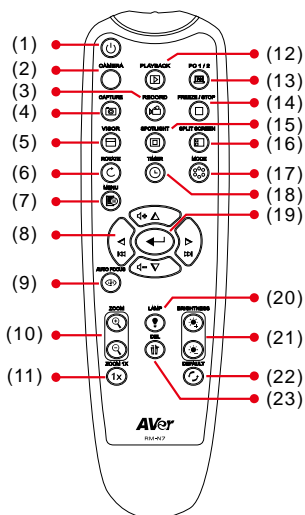 (1)
(2) CAMERA PLAYBACK PC 1 / 2 (12)
(13)
(3) CAPTURE RECORD FREEZE / STOP (14)
(4)
(15)
(5) VISOR SPOTLIGHT SPLIT SCREEN (16)
(6) ROTATE TIMER MODE (17)
(18)
(7) MENU
(19)
(8)
(9) AUTO FOCUS
(20)
ZOOM LAMP BRIGHTNESS
(10) DEL (21)
ZOOM 1X DEFAULT
(11) 1x (22)
(23)
AVer
RM-N7